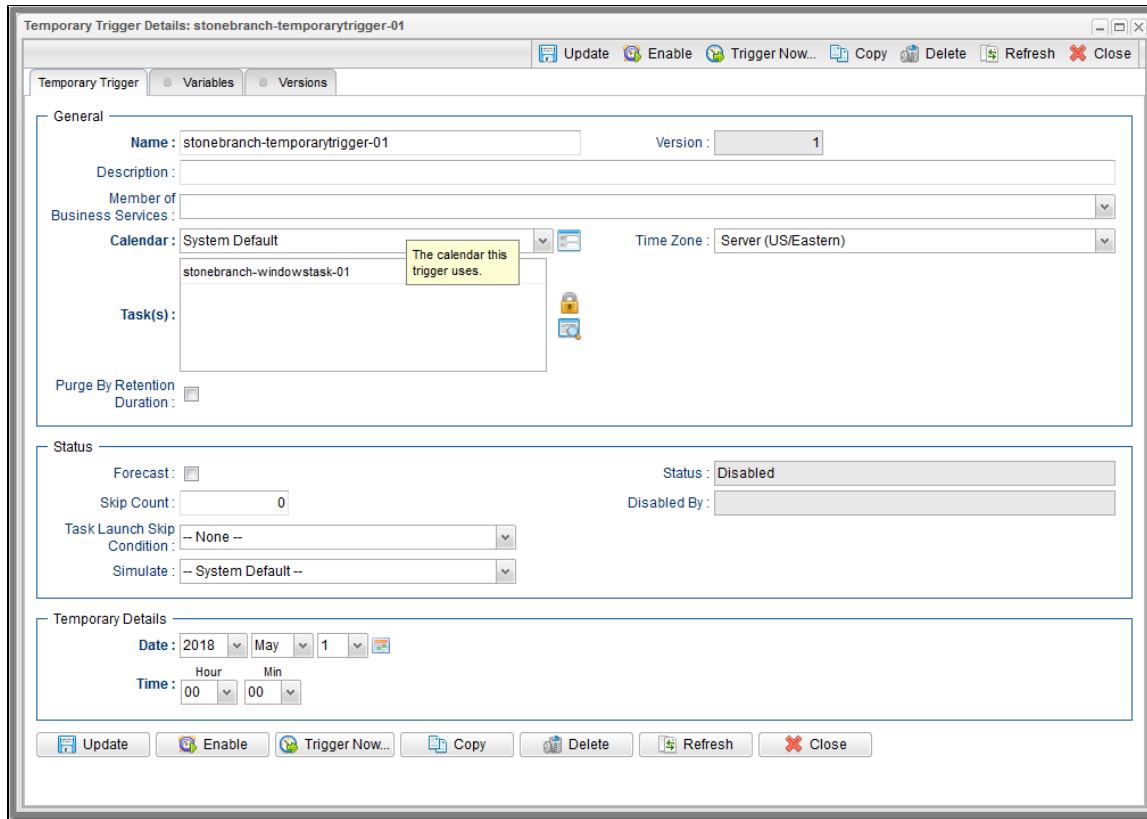 Temporary Trigger Details: stonebranch-temporarytrigger-01
Update Enable Trigger Now... Copy Delete Refresh Close
Temporary Trigger Variables Versions
General
Name : stonebranch-temporarytrigger-01 Version : 1
Description :
Member of
Business Services :
Calendar : System Default Time Zone : Server (US/Eastern)
The calendar this
trigger uses.
stonebranch-windowstask-01
Task(s) :
Purge By Retention
Duration :
Status
Forecast : Status : Disabled
Skip Count : 0 Disabled By :
Task Launch Skip
Condition : -- None --
Simulate : -- System Default --
Temporary Details
Date : 2018 May 1
Hour Min
Time : 00 00
Update Enable Trigger Now... Copy Delete Refresh Close